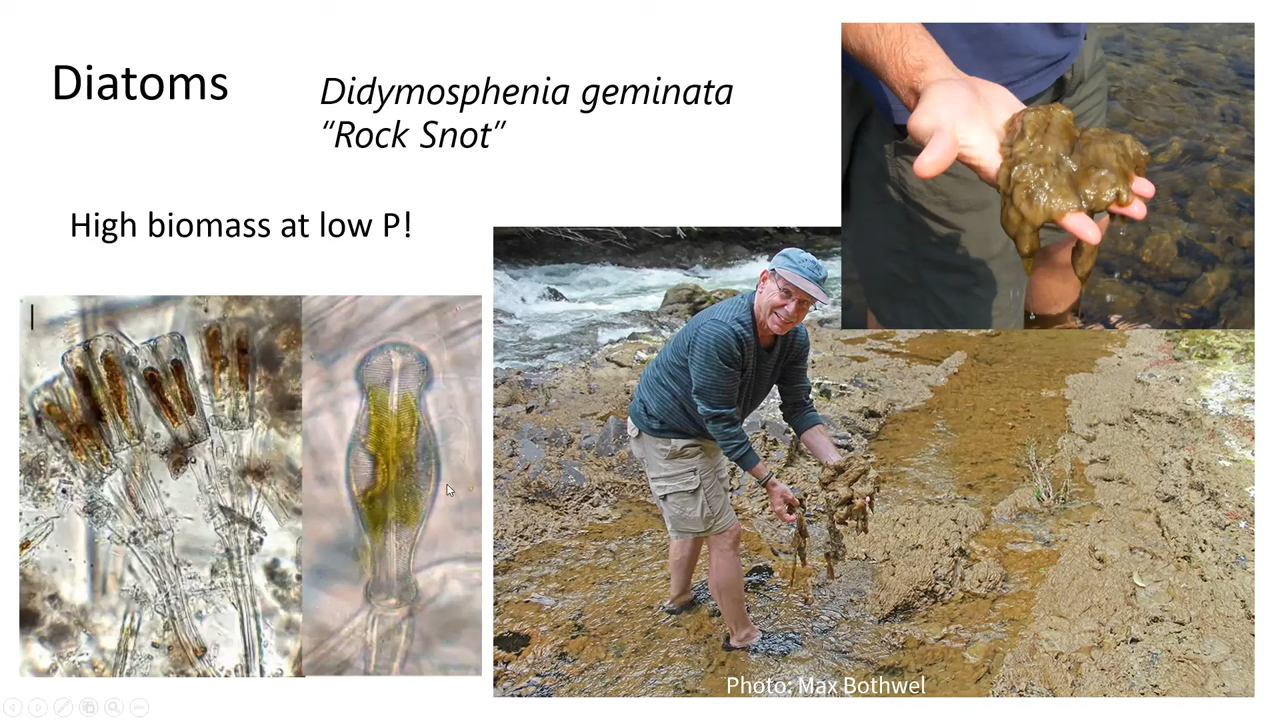 Diatoms
Didymosphenia geminata
“Rock Snot”
High biomass at low P!
Photo: Max Bothwel